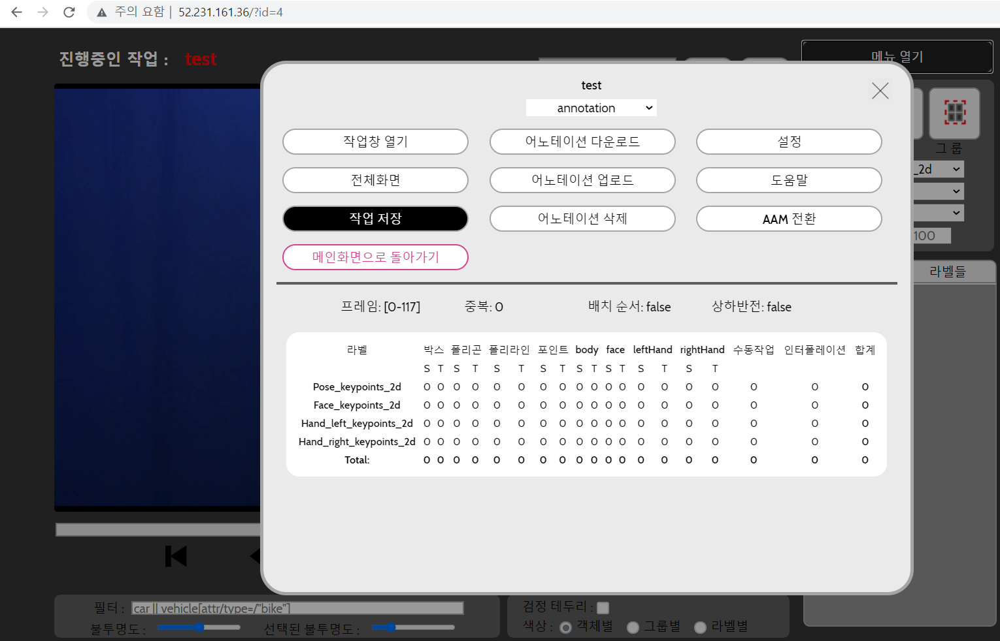 주의 요함 | 52.231.161.36/?id=4
진행중인 작업 : test
메뉴 열기
test
annotation
작업창 열기 어노테이션 다운로드 설정
전체화면 어노테이션 업로드 도움말
작업 저장 어노테이션 삭제 AAM 전환
메인화면으로 돌아가기
그 룹
_2d
100
라벨들
프레임: [0-117] 중복: 0 배치 순서: false 상하반전: false
라벨 박스 폴리곤 폴리라인 포인트 body face leftHand rightHand 수동작업 인터폴레이션 합계
S T S T S T S T S T S T S T S T
Pose_keypoints_2d 0 0 0 0 0 0 0 0 0 0 0 0 0 0 0 0 0 0 0
Face_keypoints_2d 0 0 0 0 0 0 0 0 0 0 0 0 0 0 0 0 0 0 0
Hand_left_keypoints_2d 0 0 0 0 0 0 0 0 0 0 0 0 0 0 0 0 0 0 0
Hand_right_keypoints_2d 0 0 0 0 0 0 0 0 0 0 0 0 0 0 0 0 0 0 0
Total: 0 0 0 0 0 0 0 0 0 0 0 0 0 0 0 0 0 0 0
필터 : car || vehicle[attr/type=/"bike"]
불투명도 : 선택된 불투명도 :
검정 테두리 :
색상 : 객체별 그룹별 라벨별